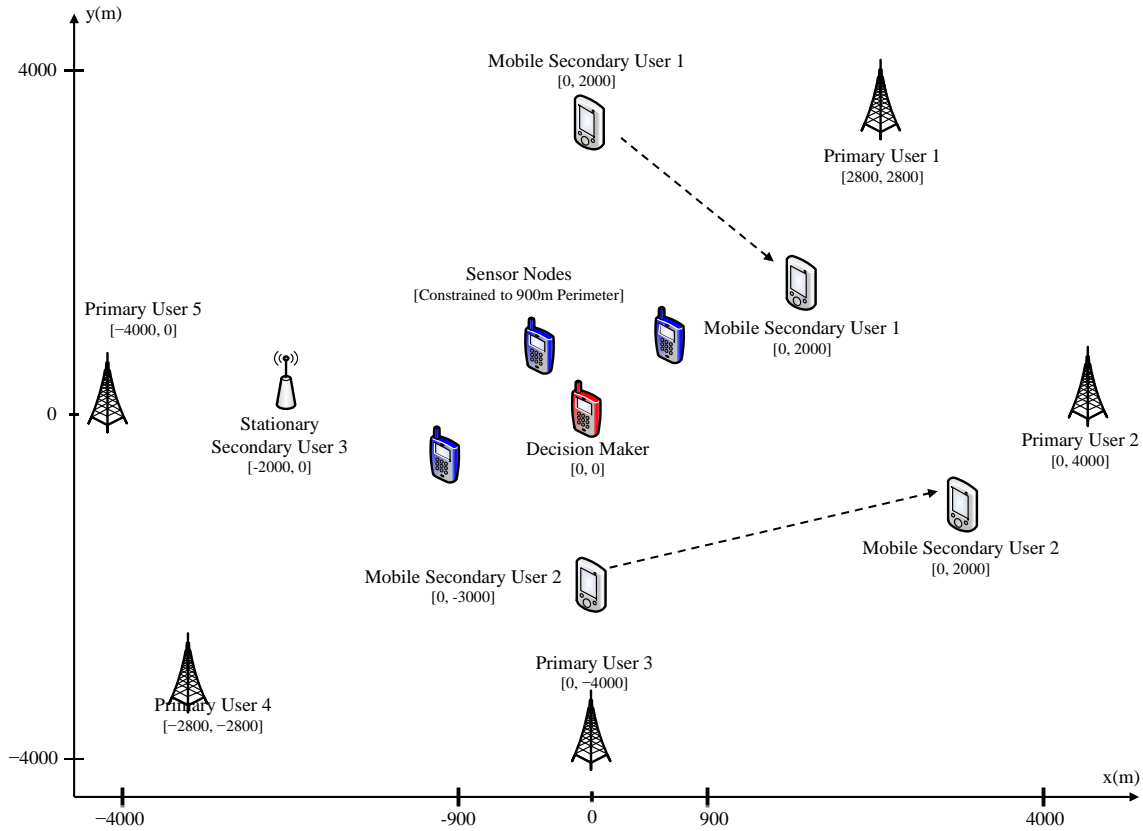 y(m)
4000
Mobile Secondary User 1
[0, 2000]
Primary User 1
[2800, 2800]
Sensor Nodes
[Constrained to 900m Perimeter]
Primary User 5
[−4000, 0]
Mobile Secondary User 1
[0, 2000]
0
Stationary
Secondary User 3
[-2000, 0]
Decision Maker
[0, 0]
Primary User 2
[0, 4000]
Mobile Secondary User 2
[0, 2000]
Mobile Secondary User 2
[0, -3000]
Primary User 3
[0, −4000]
Primary User 4
[−2800, −2800]
−4000
x(m)
−4000
-900
0
900
4000